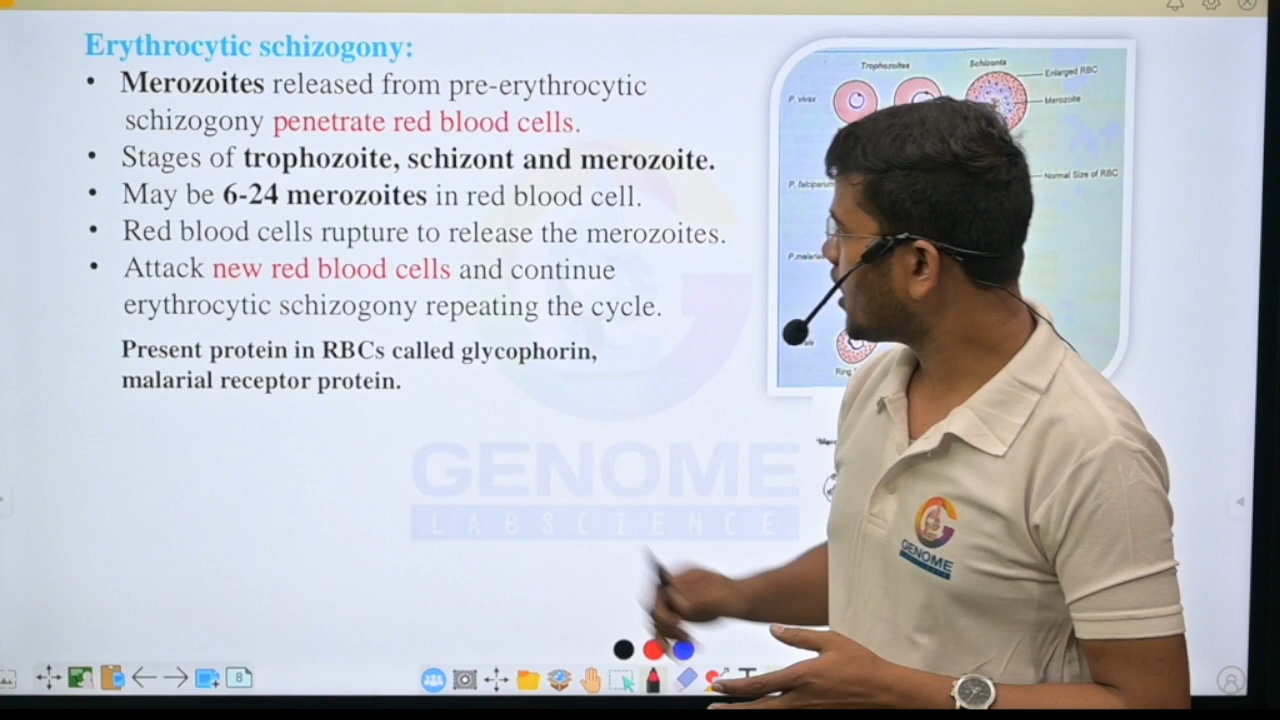 Erythrocytic schizogony:
• Merozoites released from pre-erythrocytic
schizogony penetrate red blood cells.
• Stages of trophozoite, schizont and merozoite.
• May be 6-24 merozoites in red blood cell.
• Red blood cells rupture to release the merozoites.
• Attack new red blood cells and continue
erythrocytic schizogony repeating the cycle.
Present protein in RBCs called glycophorin,
malarial receptor protein.
Trophozoites
Schizonts
Enlarged RBC
P. vivax
Merozoite
P. falciparum
Normal Size of RBC
Ring
GENOME
LABSCIENCE
GENOME
8